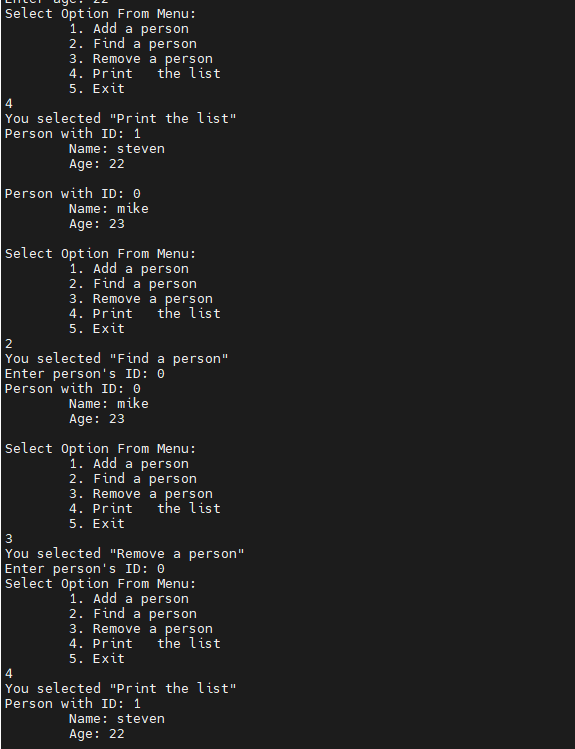 Enter age: 22
Select Option From Menu:
        1. Add a person
        2. Find a person
        3. Remove a person
        4. Print   the list
        5. Exit
4
You selected "Print the list"
Person with ID: 1
        Name: steven
        Age: 22

Person with ID: 0
        Name: mike
        Age: 23

Select Option From Menu:
        1. Add a person
        2. Find a person
        3. Remove a person
        4. Print   the list
        5. Exit
2
You selected "Find a person"
Enter person's ID: 0
Person with ID: 0
        Name: mike
        Age: 23

Select Option From Menu:
        1. Add a person
        2. Find a person
        3. Remove a person
        4. Print   the list
        5. Exit
3
You selected "Remove a person"
Enter person's ID: 0
Select Option From Menu:
        1. Add a person
        2. Find a person
        3. Remove a person
        4. Print   the list
        5. Exit
4
You selected "Print the list"
Person with ID: 1
        Name: steven
        Age: 22